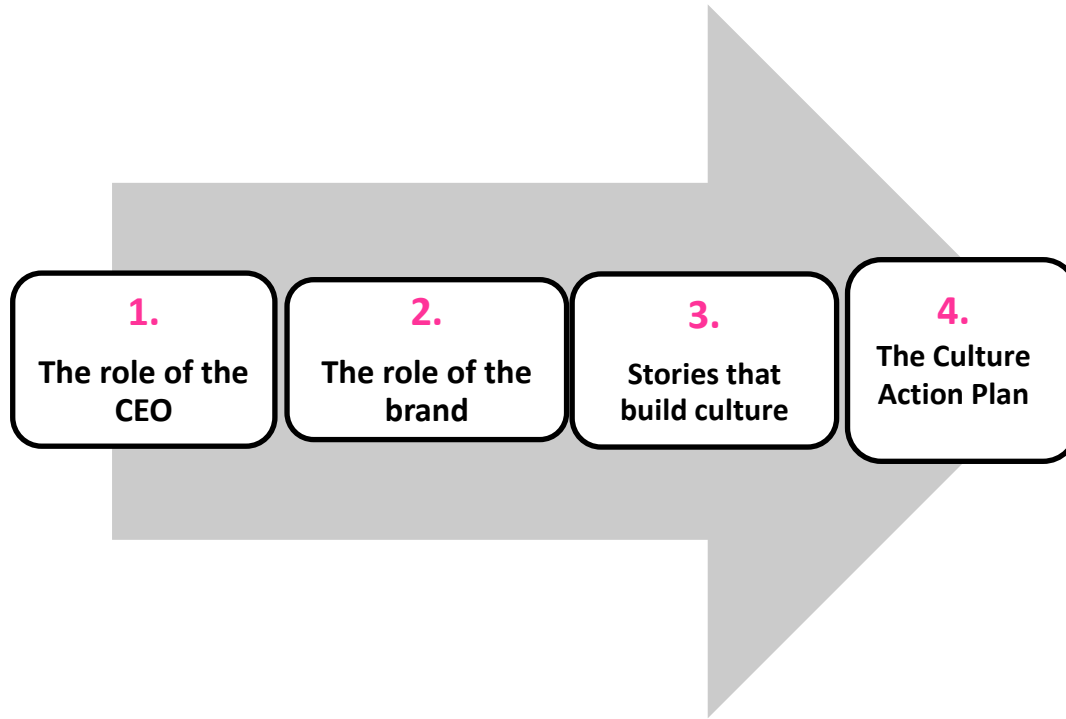 1.
The role of the
CEO
2.
The role of the
brand
3.
Stories that
build culture
4.
The Culture
Action Plan